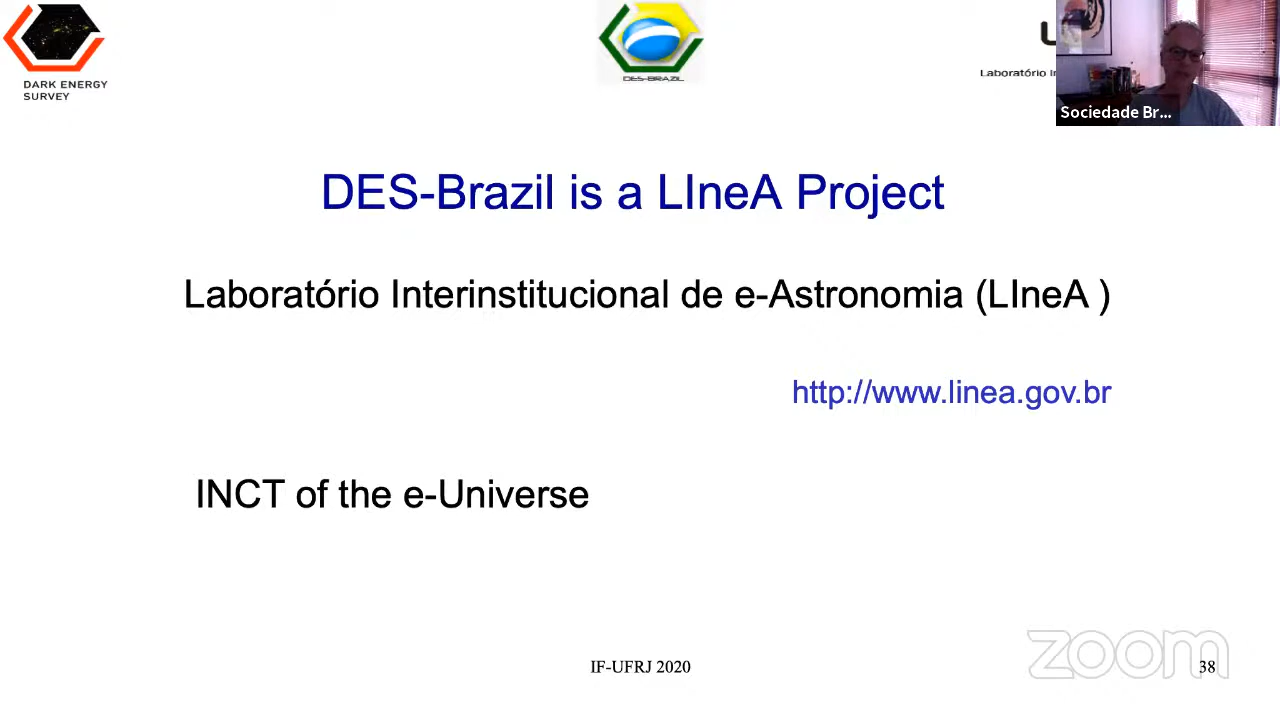 DARK ENERGY
SURVEY
DES-BRAZIL
Laboratório
Sociedade Br...
DES-Brazil is a LIneA Project
Laboratório Interinstitucional de e-Astronomia (LIneA )
http://www.linea.gov.br
INCT of the e-Universe
IF-UFRJ 2020
zoom
38